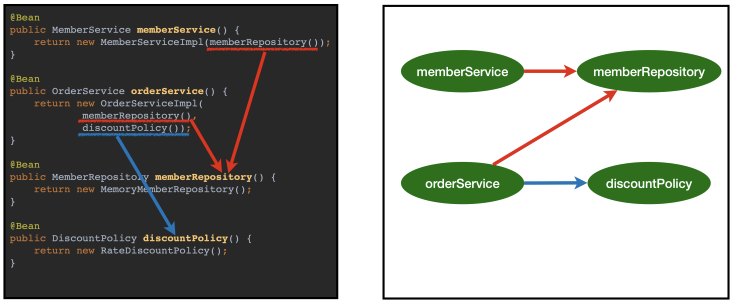 @Bean
public MemberService memberService() {
    return new MemberServiceImpl(memberRepository());
}
@Bean
public OrderService orderService() {
    return new OrderServiceImpl(
            memberRepository(),
            discountPolicy());
}
@Bean
public MemberRepository memberRepository() {
    return new MemoryMemberRepository();
}
@Bean
public DiscountPolicy discountPolicy() {
    return new RateDiscountPolicy();
}
memberService
memberRepository
orderService
discountPolicy